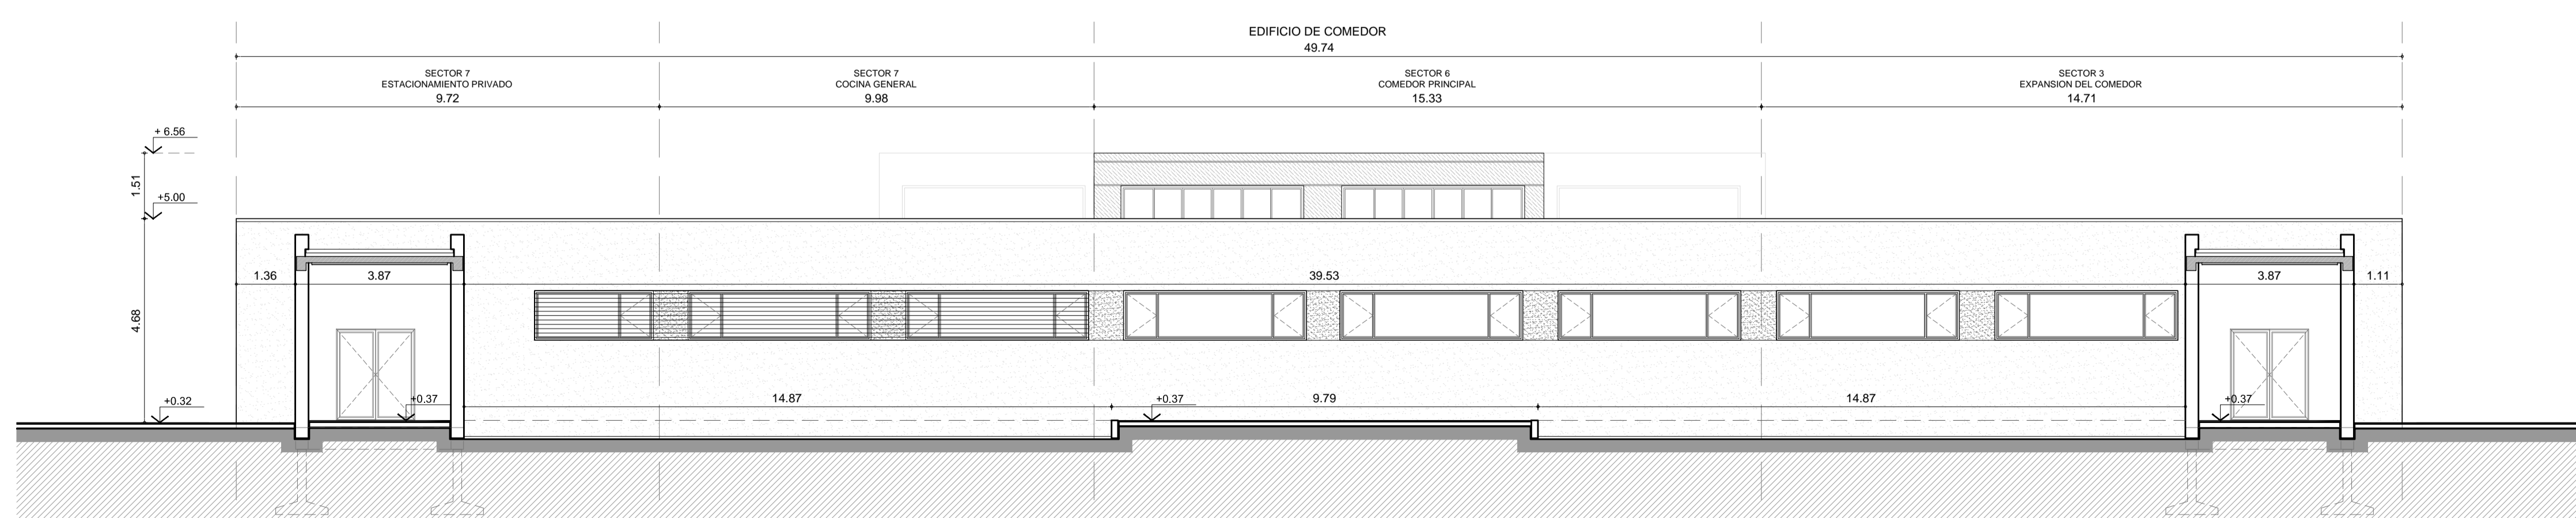 EDIFICIO DE COMEDOR
49.74
SECTOR 7
ESTACIONAMIENTO PRIVADO
9.72
SECTOR 7
COCINA GENERAL
9.98
SECTOR 6
COMEDOR PRINCIPAL
15.33
SECTOR 3
EXPANSION DEL COMEDOR
14.71
+ 6.56
1.51
+5.00
1.36
3.87
39.53
3.87
1.11
4.68
+0.32
+0.37
14.87
+0.37
9.79
14.87
+0.37